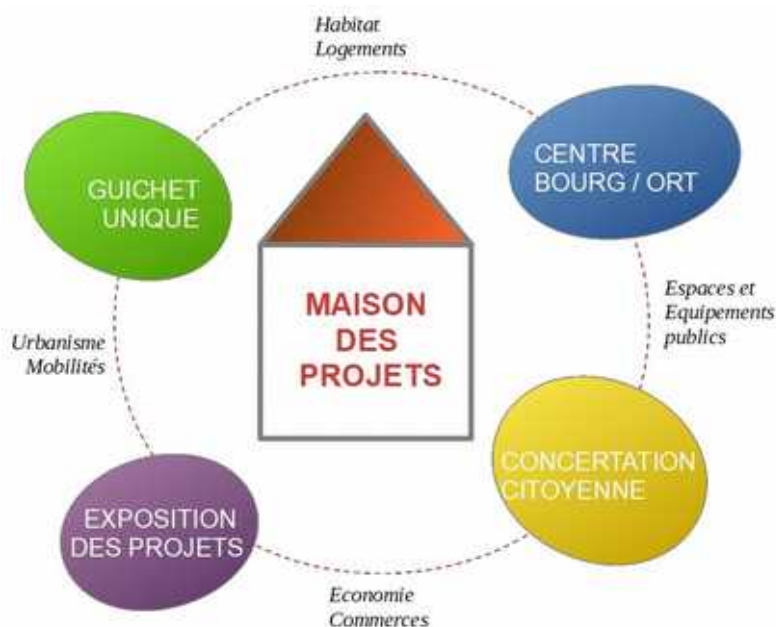 Habitat
Logements
GUICHET
UNIQUE
CENTRE
BOURG / ORT
MAISON
DES
PROJETS
Espaces et
Equipements
publics
Urbanisme
Mobilités
CONCERTATION
CITOYENNE
EXPOSITION
DES PROJETS
Economie
Commerces